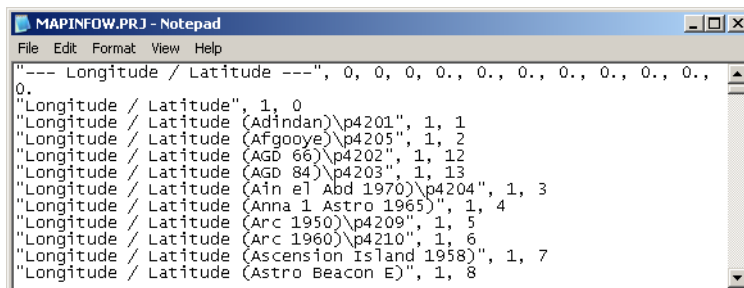 MAPINFOW.PRJ - Notepad
File Edit Format View Help
"--- Longitude / Latitude ---", 0, 0, 0, 0., 0., 0., 0., 0., 0., 0.,
0.
"Longitude / Latitude", 1, 0
"Longitude / Latitude (Adindan)\p4201", 1, 1
"Longitude / Latitude (Afgooye)\p4205", 1, 2
"Longitude / Latitude (AGD 66)\p4202", 1, 12
"Longitude / Latitude (AGD 84)\p4203", 1, 13
"Longitude / Latitude (Ain el Abd 1970)\p4204", 1, 3
"Longitude / Latitude (Anna 1 Astro 1965)", 1, 4
"Longitude / Latitude (Arc 1950)\p4209", 1, 5
"Longitude / Latitude (Arc 1960)\p4210", 1, 6
"Longitude / Latitude (Ascension Island 1958)", 1, 7
"Longitude / Latitude (Astro Beacon E)", 1, 8